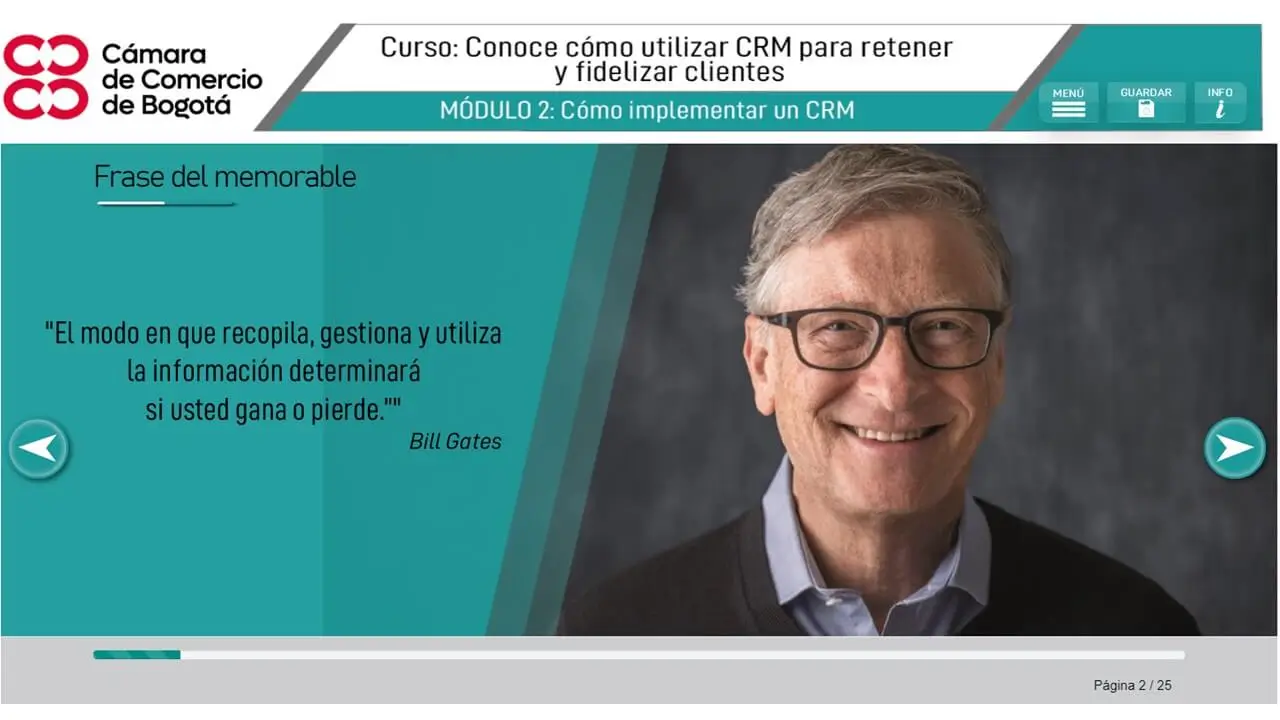 Cámara
de Comercio
de Bogotá
Curso: Conoce cómo utilizar CRM para retener
y fidelizar clientes
MÓDULO 2: Cómo implementar un CRM
MENÚ
GUARDAR
INFO
i
Frase del memorable
"El modo en que recopila, gestiona y utiliza
la información determinará
si usted gana o pierde.""
Bill Gates
Página 2 / 25